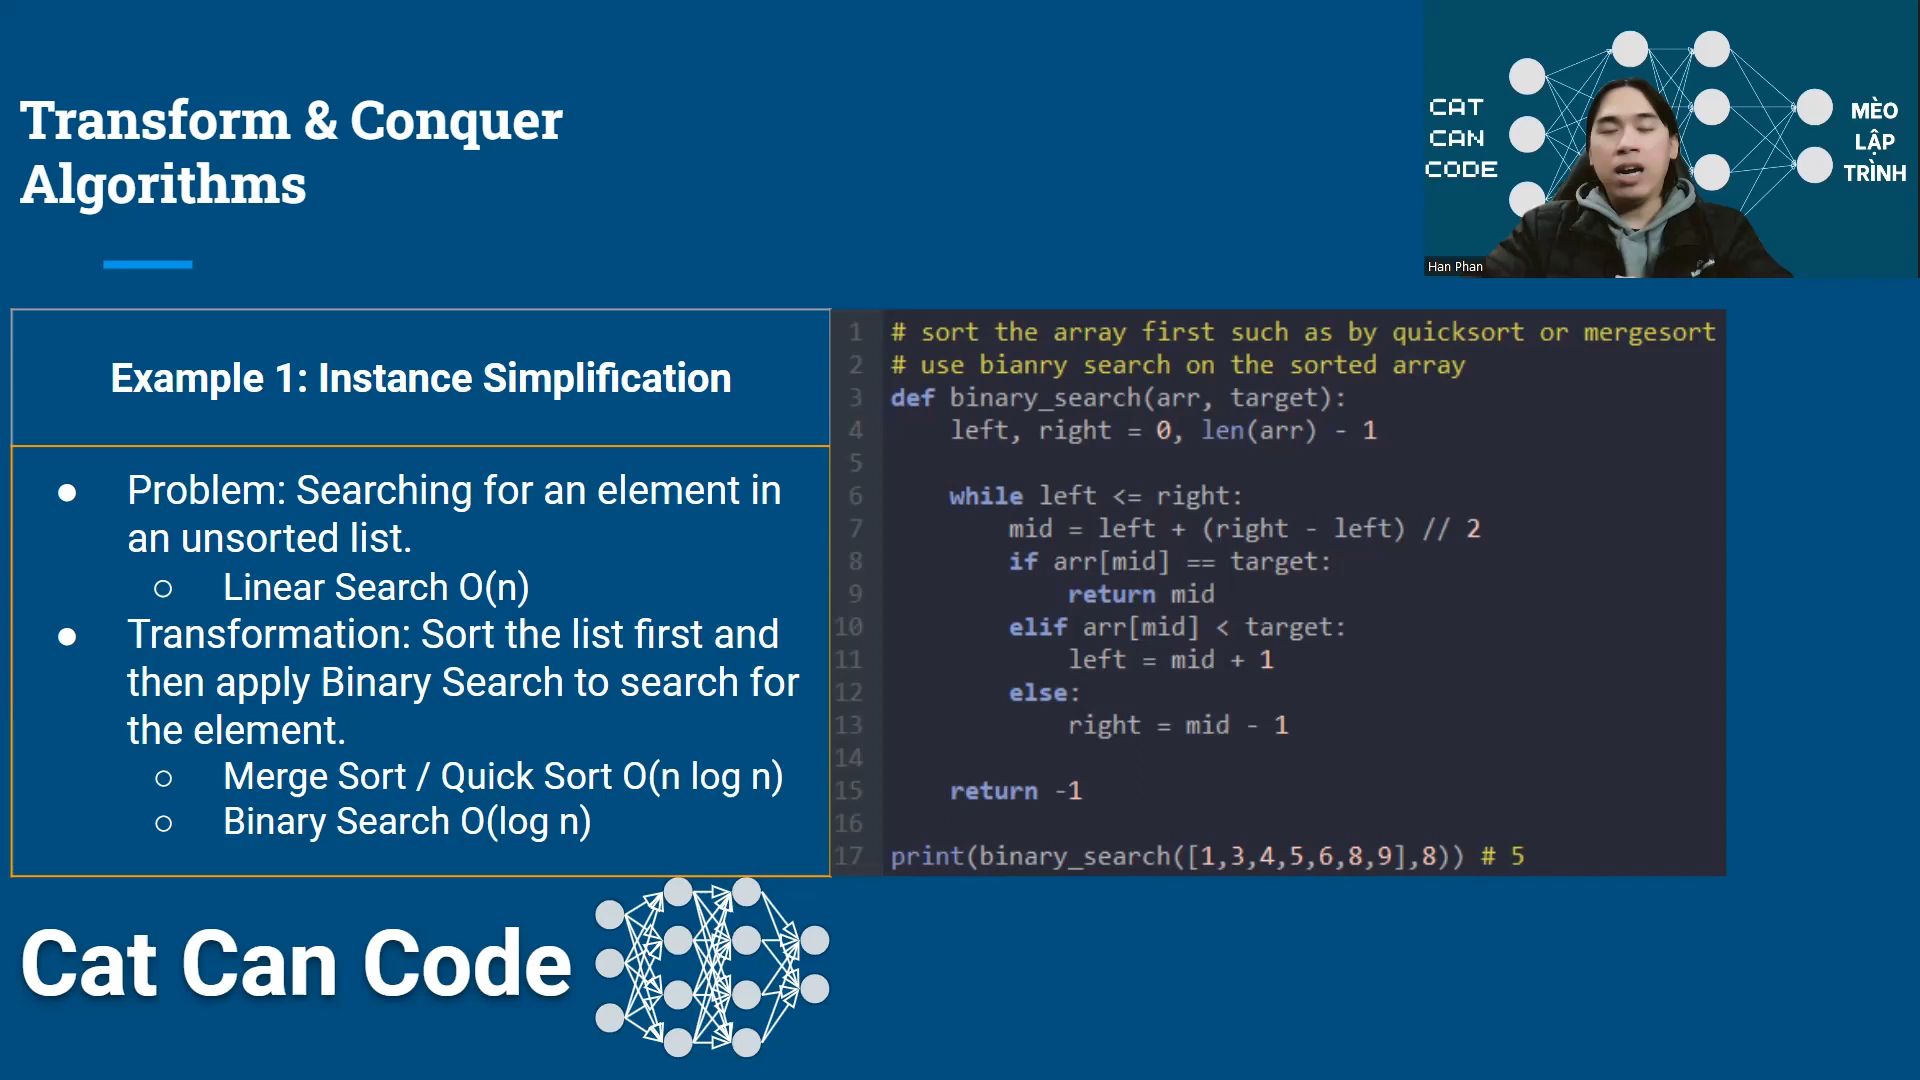 Transform & Conquer
Algorithms
CAT
CAN
CODE
MÈO
LẬP
TRÌNH
Han Phan
Example 1: Instance Simplification
● Problem: Searching for an element in
an unsorted list.
○ Linear Search O(n)
● Transformation: Sort the list first and
then apply Binary Search to search for
the element.
○ Merge Sort / Quick Sort O(n log n)
○ Binary Search O(log n)
1 # sort the array first such as by quicksort or mergesort
2 # use bianry search on the sorted array
3 def binary_search(arr, target):
4     left, right = 0, len(arr) - 1
5
6     while left <= right:
7         mid = left + (right - left) // 2
8         if arr[mid] == target:
9             return mid
10         elif arr[mid] < target:
11             left = mid + 1
12         else:
13             right = mid - 1
14
15     return -1
16
17 print(binary_search([1,3,4,5,6,8,9],8)) # 5
Cat Can Code